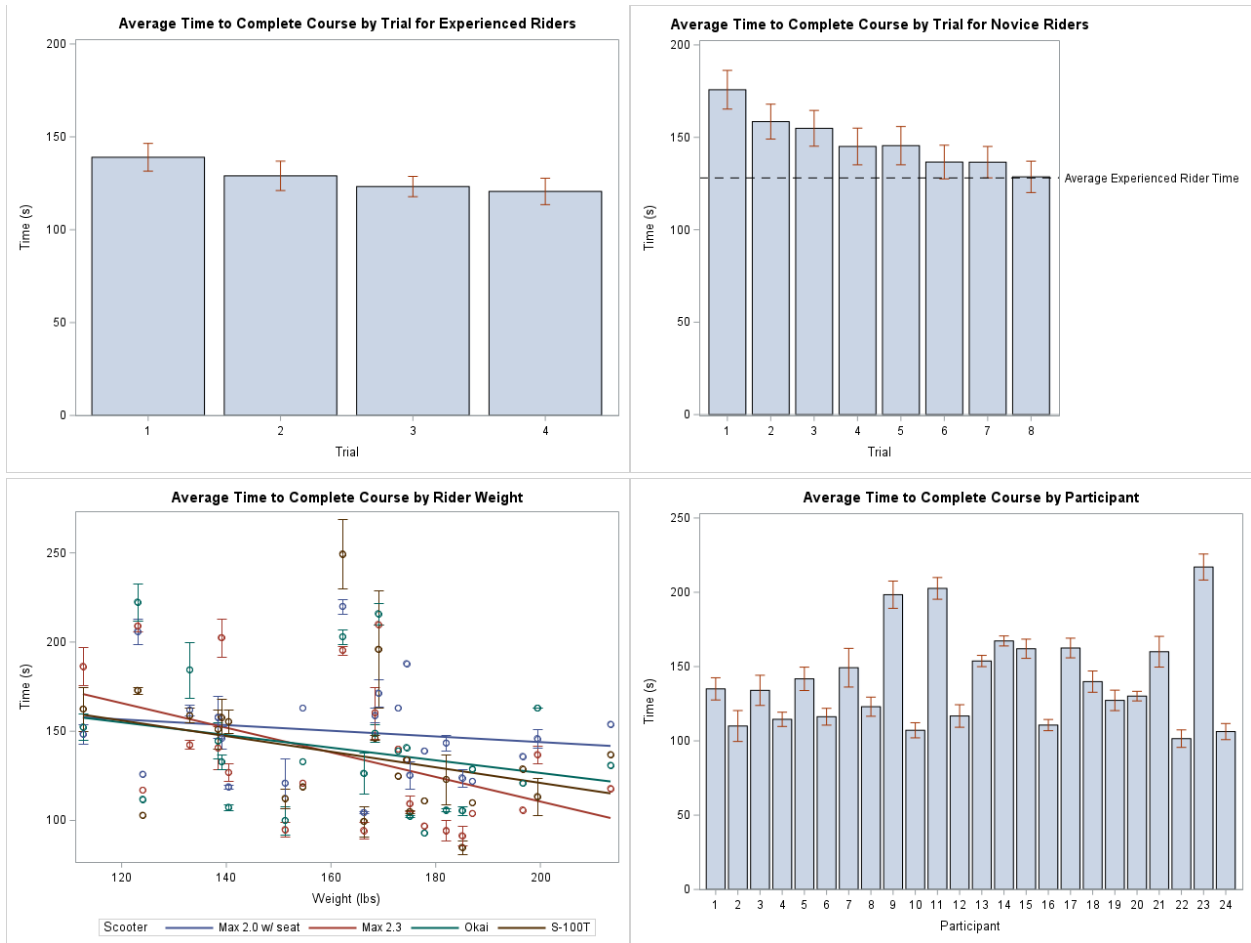 Average Time to Complete Course by Trial for Experienced Riders
200
150
100
50
0
Time (s)
1 2 3 4
Trial
Average Time to Complete Course by Trial for Novice Riders
200
150
100
50
0
Time (s)
Average Experienced Rider Time
1 2 3 4 5 6 7 8
Trial
Average Time to Complete Course by Rider Weight
250
200
150
100
Time (s)
120 140 160 180 200
Weight (lbs)
Scooter Max 2.0 w/ seat Max 2.3 Okai S-100T
Average Time to Complete Course by Participant
250
200
150
100
50
0
Time (s)
1 2 3 4 5 6 7 8 9 10 11 12 13 14 15 16 17 18 19 20 21 22 23 24
Participant